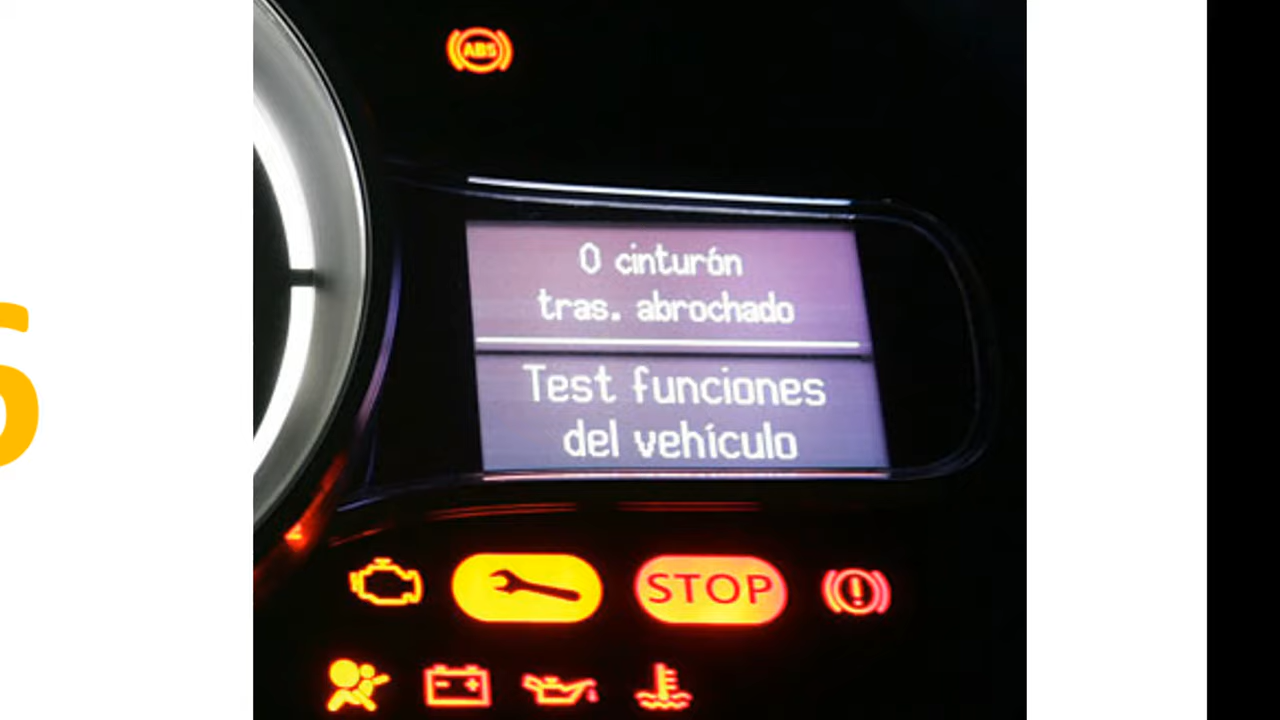 ABS
0 cinturón
tras. abrochado
Test funciones
del vehículo
STOP